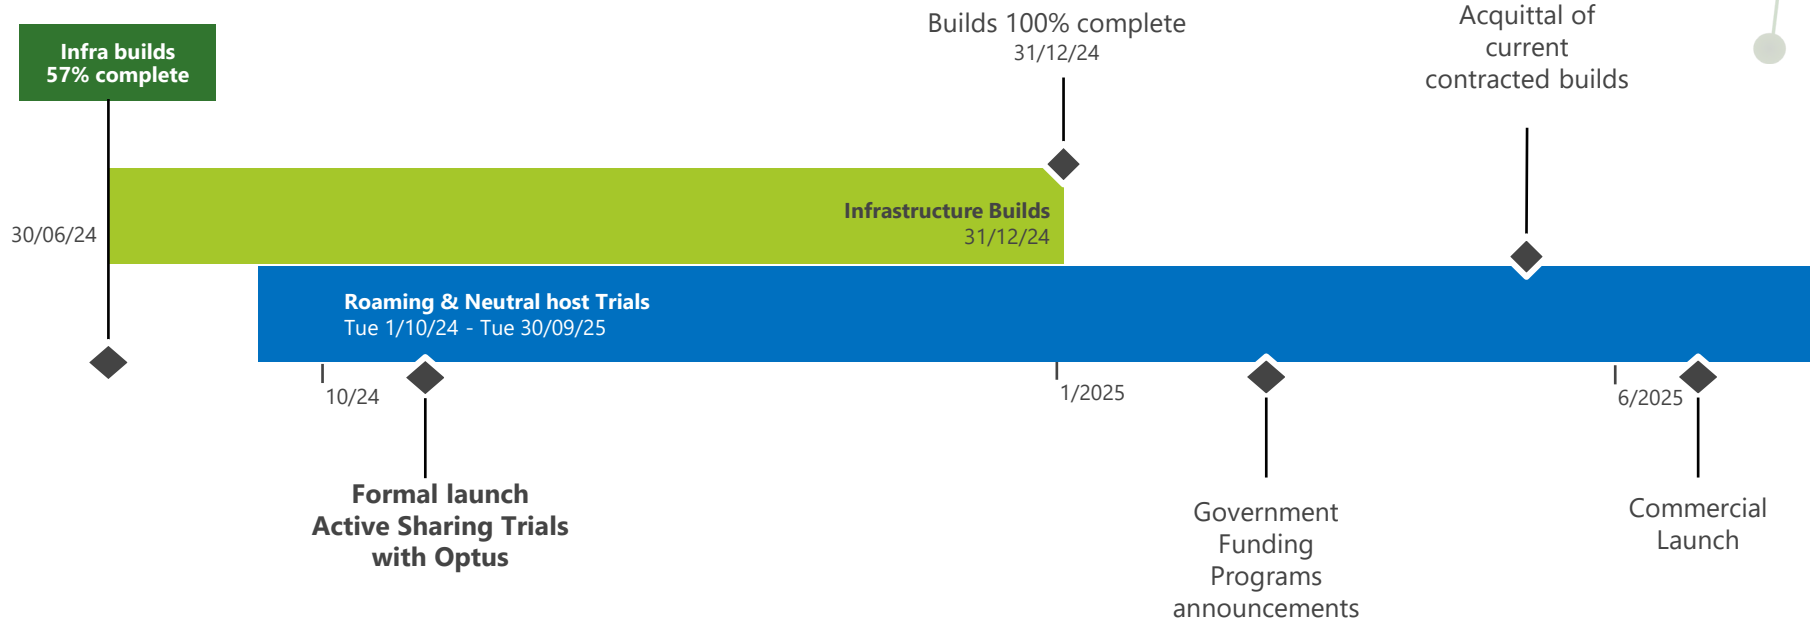 Infra builds
57% complete
Builds 100% complete
31/12/24
Acquittal of
current
contracted builds
30/06/24
Infrastructure Builds
31/12/24
Roaming & Neutral host Trials
Tue 1/10/24 - Tue 30/09/25
10/24
1/2025
6/2025
Formal launch
Active Sharing Trials
with Optus
Government
Funding
Programs
announcements
Commercial
Launch